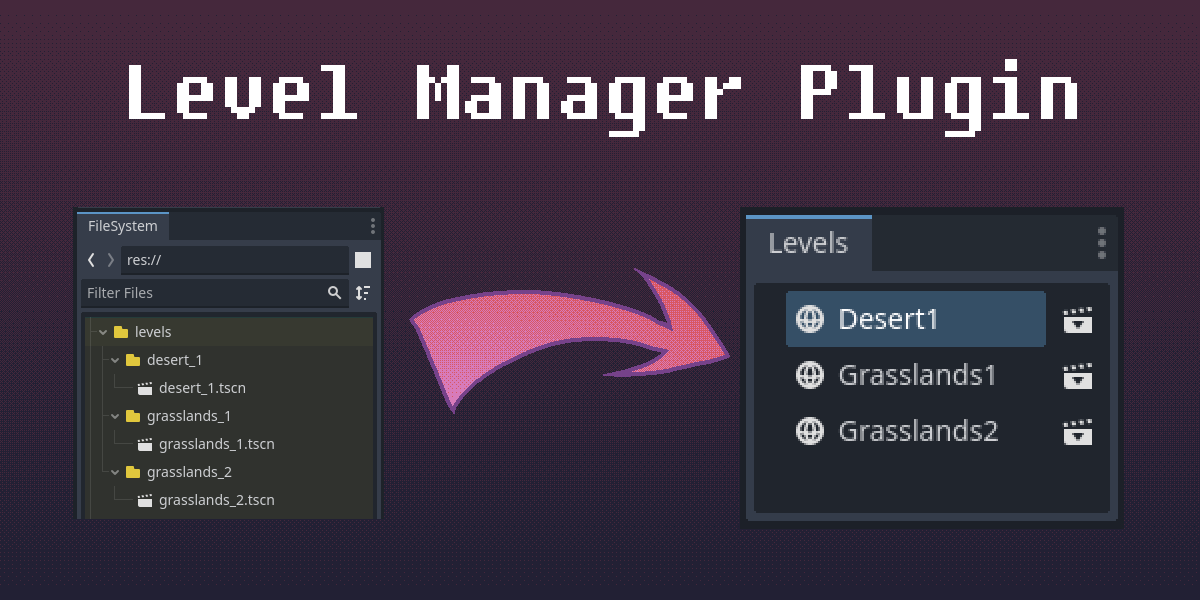 Level Manager Plugin
FileSystem
res://
Filter Files
levels
desert_1
desert_1.tscn
grasslands_1
grasslands_1.tscn
grasslands_2
grasslands_2.tscn
Levels
Desert1
Grasslands1
Grasslands2